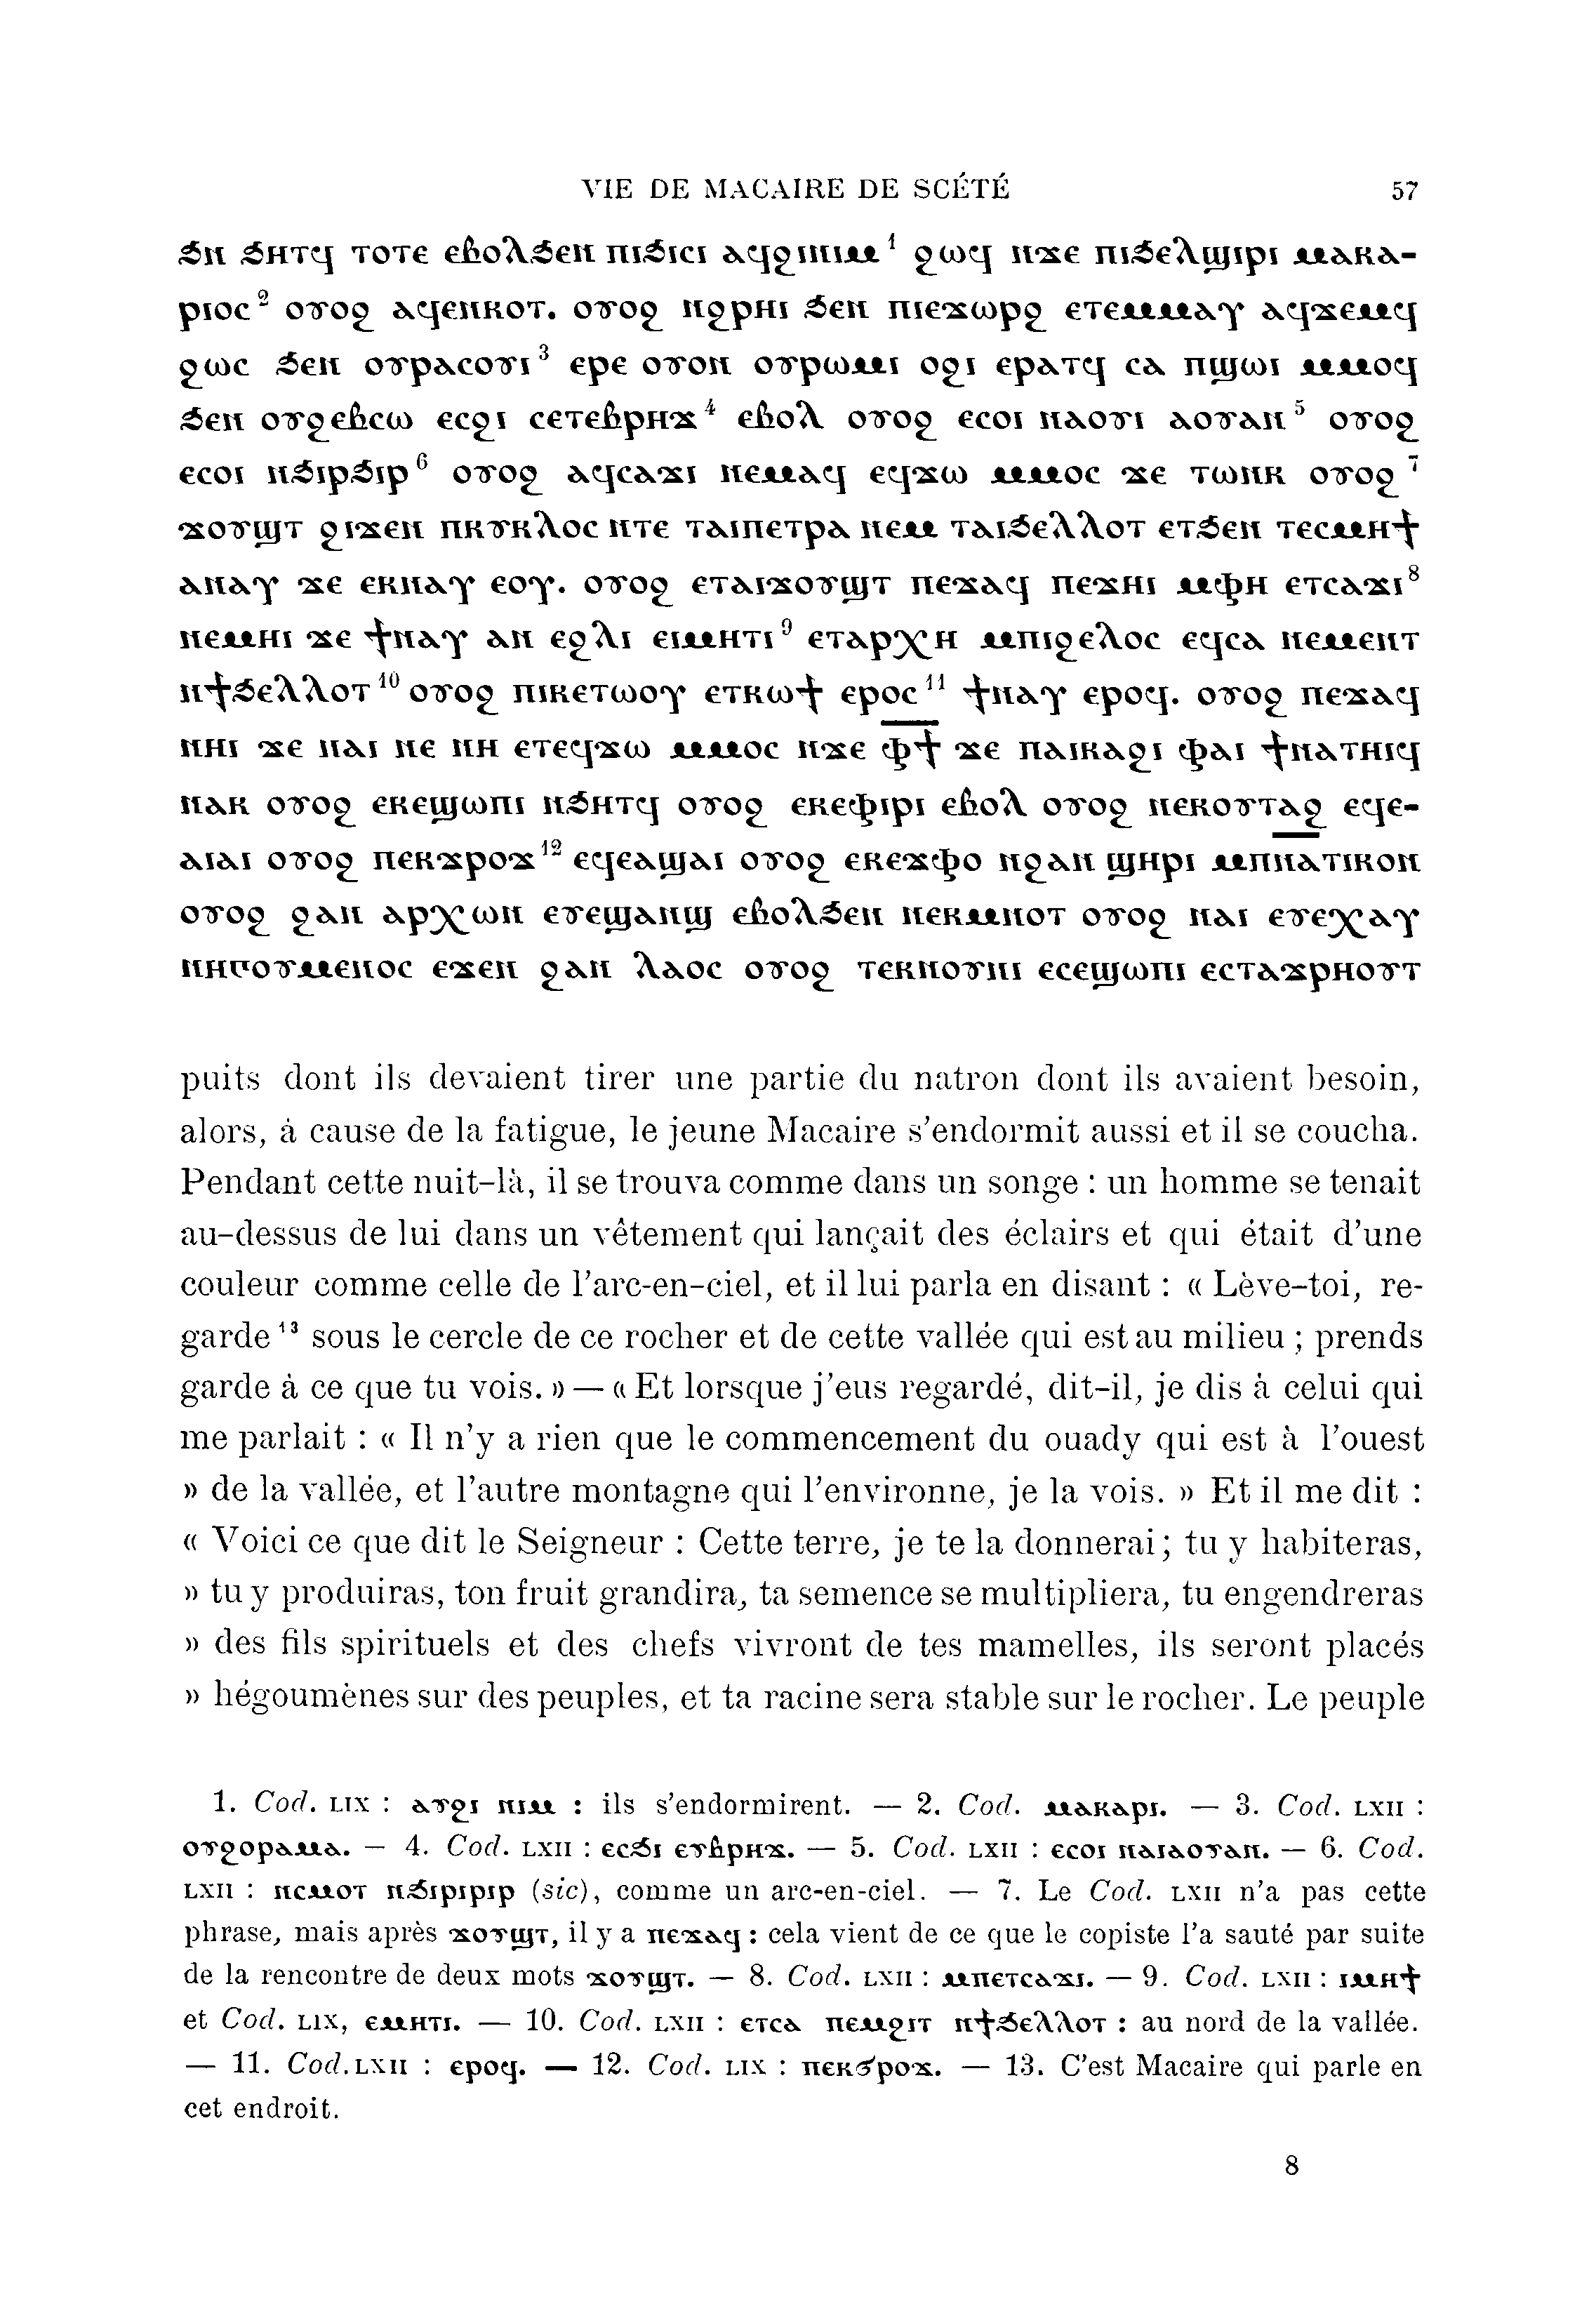 VIE DE MACAIRE DE SCÉTÉ 57
ϧⲏ ϧⲏⲧϥ ⲧⲟⲧⲉ ⲉⲃⲟⲗϧⲉⲛ ⲡⲓϧⲓⲥⲓ ⲁϥϩⲓⲛⲓⲙ ¹ ϩⲱϥ ⲛϫⲉ ⲡⲓϧⲉⲗϣⲓⲣⲓ ⲙⲁⲕⲁ-
ⲣⲓⲟⲥ ² ⲟⲩⲟϩ ⲁϥⲉⲛⲕⲟⲧ. ⲟⲩⲟϩ ⲛϩⲣⲏⲓ ϧⲉⲛ ⲡⲓⲉϫⲱⲣϩ ⲉⲧⲉⲙⲙⲁⲩ ⲁϥϫⲉⲙϥ
ϩⲱⲥ ϧⲉⲛ ⲟⲩⲣⲁⲥⲟⲩⲓ ³ ⲉⲣⲉ ⲟⲩⲟⲛ ⲟⲩⲣⲱⲙⲓ ⲟϩⲓ ⲉⲣⲁⲧϥ ⲥⲁ ⲡϣⲱⲓ ⲙⲙⲟϥ
ϧⲉⲛ ⲟⲩϩⲉⲃⲥⲱ ⲉⲥϩⲓ ⲥⲉⲧⲉⲃⲣⲏϫ ⁴ ⲉⲃⲟⲗ ⲟⲩⲟϩ ⲉⲥⲟⲓ ⲛⲁⲟⲩⲓ ⲁⲟⲩⲁⲛ ⁵ ⲟⲩⲟϩ
ⲉⲥⲟⲓ ⲛϧⲓⲣϧⲓⲣ ⁶ ⲟⲩⲟϩ ⲁϥⲥⲁϫⲓ ⲛⲉⲙⲁϥ ⲉϥϫⲱ ⲙⲙⲟⲥ ϫⲉ ⲧⲱⲛⲕ ⲟⲩⲟϩ ⁷
ϫⲟⲩϣⲧ ϩⲓϫⲉⲛ ⲡⲕⲩⲕⲗⲟⲥ ⲛⲧⲉ ⲧⲁⲓⲡⲉⲧⲣⲁ ⲛⲉⲙ ⲧⲁⲓϧⲉⲗⲗⲟⲧ ⲉⲧϧⲉⲛ ⲧⲉⲥⲙⲏϯ
ⲁⲛⲁⲩ ϫⲉ ⲉⲕⲛⲁⲩ ⲉⲟⲩ. ⲟⲩⲟϩ ⲉⲧⲁⲓϫⲟⲩϣⲧ ⲡⲉϫⲁϥ ⲡⲉϫⲏⲓ ⲙⲫⲏ ⲉⲧⲥⲁϫⲓ ⁸
ⲛⲉⲙⲏⲓ ϫⲉ ϯⲛⲁⲩ ⲁⲛ ⲉϩⲗⲓ ⲉⲓⲙⲏⲧⲓ ⁹ ⲉⲧⲁⲣⲭⲏ ⲙⲡⲓϩⲉⲗⲟⲥ ⲉϥⲥⲁ ⲛⲉⲙⲉⲛⲧ
ⲛϯϧⲉⲗⲗⲟⲧ ¹⁰ ⲟⲩⲟϩ ⲡⲓⲕⲉⲧⲱⲟⲩ ⲉⲧⲕⲱϯ ⲉⲣⲟⲥ ¹¹ ϯⲛⲁⲩ ⲉⲣⲟϥ. ⲟⲩⲟϩ ⲡⲉϫⲁϥ
ⲛⲏⲓ ϫⲉ ⲛⲁⲓ ⲛⲉ ⲛⲏ ⲉⲧⲉϥϫⲱ ⲙⲙⲟⲥ ⲛϫⲉ ⲫ̅ϯ̅ ϫⲉ ⲡⲁⲓⲕⲁϩⲓ ⲫⲁⲓ ϯⲛⲁⲧⲏⲓϥ
ⲛⲁⲕ ⲟⲩⲟϩ ⲉⲕⲉϣⲱⲡⲓ ⲛϧⲏⲧϥ ⲟⲩⲟϩ ⲉⲕⲉⲫⲓⲣⲓ ⲉⲃⲟⲗ ⲟⲩⲟϩ ⲡⲉⲕⲟⲩⲧⲁϩ ⲉϥⲉ-
ⲁⲓⲁⲓ ⲟⲩⲟϩ ⲡⲉⲕϫⲣⲟϫ ¹² ⲉϥⲉⲁϣⲁⲓ ⲟⲩⲟϩ ⲉⲕⲉϫⲫⲟ ⲛϩⲁⲛ ϣⲏⲣⲓ ⲙⲡ̅ⲛ̅ⲁⲧⲓⲕⲟⲛ
ⲟⲩⲟϩ ϩⲁⲛ ⲁⲣⲭⲱⲛ ⲉⲩⲉϣⲁⲛϣ ⲉⲃⲟⲗϧⲉⲛ ⲛⲉⲕⲙⲛⲟⲧ ⲟⲩⲟϩ ⲛⲁⲓ ⲉⲩⲉⲭⲁⲩ
ⲛⲏⲅⲟⲩⲙⲉⲛⲟⲥ ⲉϫⲉⲛ ϩⲁⲛ ⲗⲁⲟⲥ ⲟⲩⲟϩ ⲧⲉⲕⲛⲟⲩⲛⲓ ⲉⲥⲉϣⲱⲡⲓ ⲉⲥⲧⲁϫⲣⲏⲟⲩⲧ
puits dont ils devaient tirer une partie du natron dont ils avaient besoin,
alors, à cause de la fatigue, le jeune Macaire s'endormit aussi et il se coucha.
Pendant cette nuit-là, il se trouva comme dans un songe : un homme se tenait
au-dessus de lui dans un vêtement qui lançait des éclairs et qui était d'une
couleur comme celle de l'arc-en-ciel, et il lui parla en disant : « Lève-toi, re-
garde ¹³ sous le cercle de ce rocher et de cette vallée qui est au milieu ; prends
garde à ce que tu vois. » — « Et lorsque j'eus regardé, dit-il, je dis à celui qui
me parlait : « Il n'y a rien que le commencement du ouady qui est à l'ouest
» de la vallée, et l'autre montagne qui l'environne, je la vois. » Et il me dit :
« Voici ce que dit le Seigneur : Cette terre, je te la donnerai ; tu y habiteras,
» tu y produiras, ton fruit grandira, ta semence se multipliera, tu engendreras
» des fils spirituels et des chefs vivront de tes mamelles, ils seront placés
» hégoumènes sur des peuples, et ta racine sera stable sur le rocher. Le peuple
1. Cod. LIX : ⲁⲩϩⲓ ⲛⲓⲙ : ils s'endormirent. — 2. Cod. ⲙⲁⲕⲁⲣⲓ. — 3. Cod. LXII :
ⲟⲩϩⲟⲣⲁⲙⲁ. — 4. Cod. LXII : ⲉⲥϧⲓ ⲉⲩⲃⲣⲏϫ. — 5. Cod. LXII : ⲉⲥⲟⲓ ⲛⲁⲓⲁⲟⲩⲁⲛ. — 6. Cod.
LXII : ⲛⲥⲙⲟⲧ ⲛϧⲓⲣⲓⲣⲓⲣ (sic), comme un arc-en-ciel. — 7. Le Cod. LXII n'a pas cette
phrase, mais après ϫⲟⲩϣⲧ, il y a ⲡⲉϫⲁϥ : cela vient de ce que le copiste l'a sauté par suite
de la rencontre de deux mots ϫⲟⲩϣⲧ. — 8. Cod. LXII : ⲙⲡⲉⲧⲥⲁϫⲓ. — 9. Cod. LXII : ⲓⲙⲏϯ
et Cod. LIX, ⲉⲙⲏⲧⲓ. — 10. Cod. LXII : ⲉⲧⲥⲁ ⲡⲉⲙϩⲓⲧ ⲛϯϧⲉⲗⲗⲟⲧ : au nord de la vallée.
— 11. Cod. LXII : ⲉⲣⲟϥ. — 12. Cod. LIX : ⲡⲉⲕϭⲣⲟϫ. — 13. C'est Macaire qui parle en
cet endroit.
8